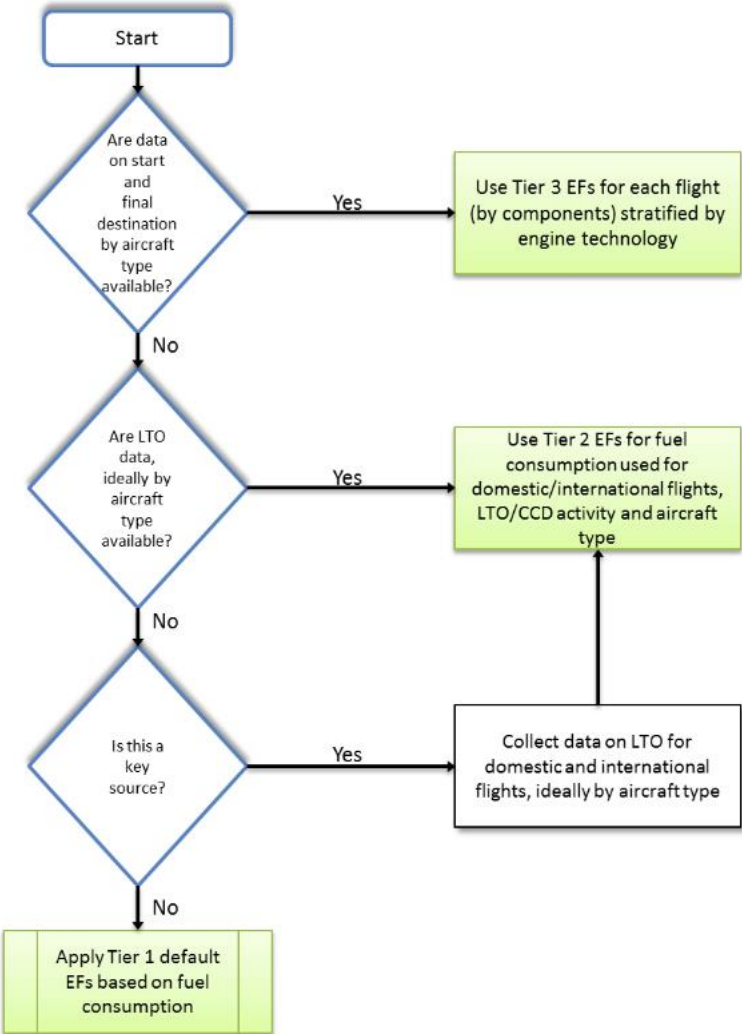 Start
Are data
on start
and
final
destination
by aircraft
type
available?
Yes
Use Tier 3 EFs for each flight
(by components) stratified by
engine technology
No
Are LTO
data,
ideally by
aircraft
type
available?
Yes
Use Tier 2 EFs for fuel
consumption used for
domestic/international flights,
LTO/CCD activity and aircraft
type
No
Is this a
key
source?
Yes
Collect data on LTO for
domestic and international
flights, ideally by aircraft type
No
Apply Tier 1 default
EFs based on fuel
consumption